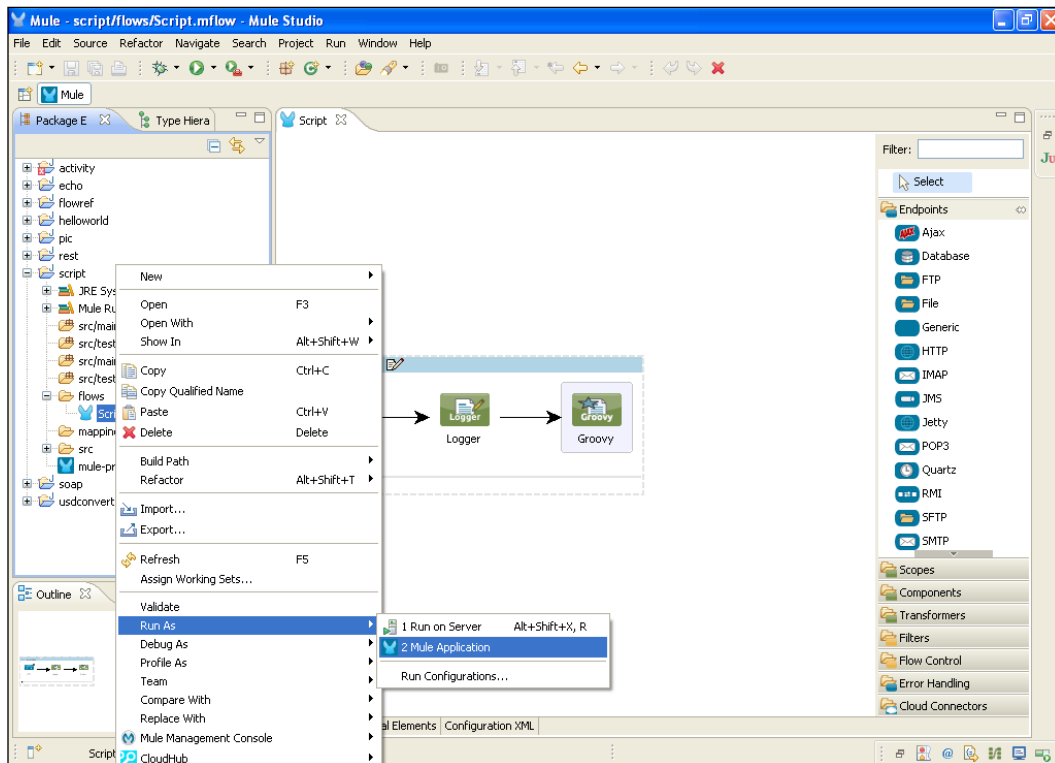 Mule - script/flows/Script.mflow - Mule Studio
File Edit Source Refactor Navigate Search Project Run Window Help
Mule
Package E
Type Hiera
Script
activity
echo
flowref
helloworld
pic
rest
script
JRE Sys
Mule Ru
src/mai
src/test
src/mai
src/test
flows
Scri
mapping
src
mule-pr
soap
usdconvert
New
Open F3
Open With
Show In Alt+Shift+W
Copy Ctrl+C
Copy Qualified Name
Paste Ctrl+V
Delete Delete
Build Path
Refactor Alt+Shift+T
Import...
Export...
Refresh F5
Assign Working Sets...
Validate
Run As
Debug As
Profile As
Team
Compare With
Replace With
Mule Management Console
CloudHub
1 Run on Server Alt+Shift+X, R
2 Mule Application
Run Configurations...
Logger
Logger
Groovy
Groovy
al Elements
Configuration XML
Filter:
Select
Endpoints
Ajax
Database
FTP
File
Generic
HTTP
IMAP
JMS
Jetty
POP3
Quartz
RMI
SFTP
SMTP
Scopes
Components
Transformers
Filters
Flow Control
Error Handling
Cloud Connectors
Ju
Outline
Script